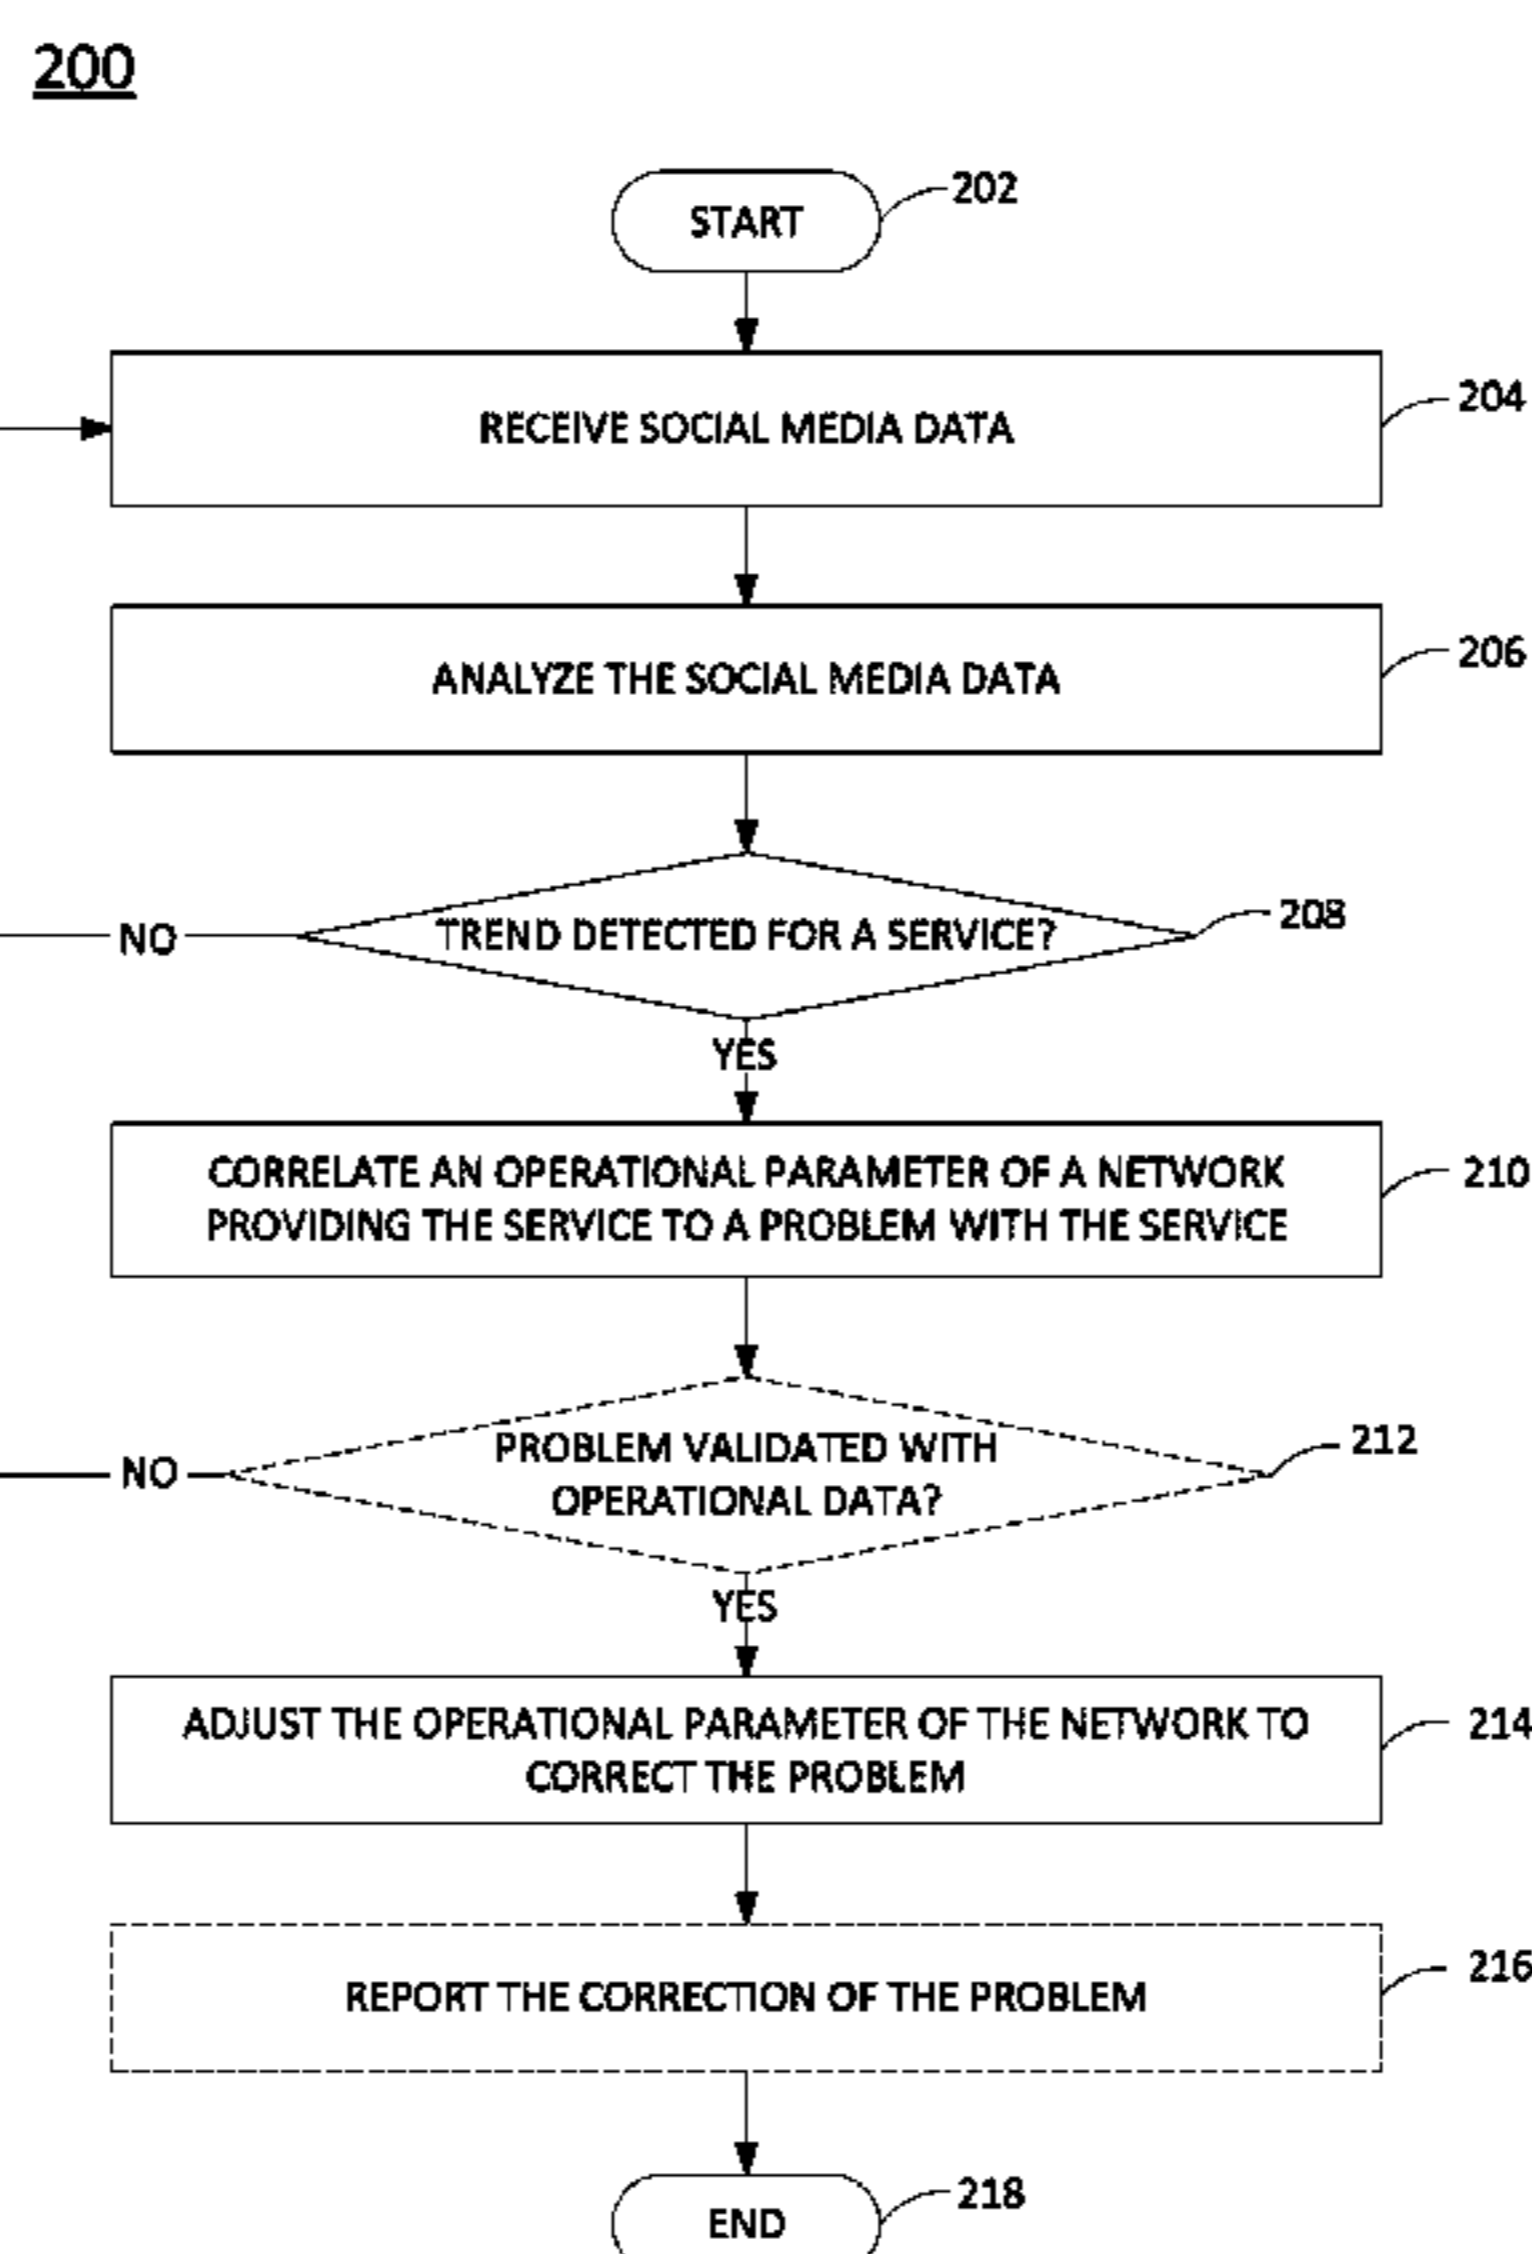 200
START
202
RECEIVE SOCIAL MEDIA DATA
204
ANALYZE THE SOCIAL MEDIA DATA
206
TREND DETECTED FOR A SERVICE?
208
NO
YES
CORRELATE AN OPERATIONAL PARAMETER OF A NETWORK
PROVIDING THE SERVICE TO A PROBLEM WITH THE SERVICE
210
PROBLEM VALIDATED WITH
OPERATIONAL DATA?
212
NO
YES
ADJUST THE OPERATIONAL PARAMETER OF THE NETWORK TO
CORRECT THE PROBLEM
214
REPORT THE CORRECTION OF THE PROBLEM
216
END
218